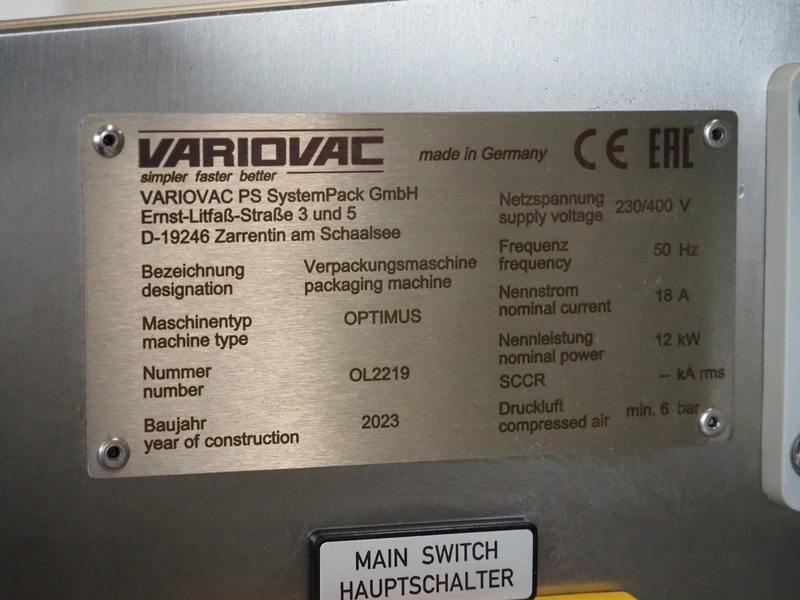 VARIOVAC
simpler faster better
made in Germany CE EAC
VARIOVAC PS SystemPack GmbH
Ernst-Litfaß-Straße 3 und 5
D-19246 Zarrentin am Schaalsee
Bezeichnung Verpackungsmaschine
designation packaging machine
Maschinentyp OPTIMUS
machine type
Nummer OL2219
number
Baujahr 2023
year of construction
Netzspannung 230/400 V
supply voltage
Frequenz 50 Hz
frequency
Nennstrom 18 A
nominal current
Nennleistung 12 kW
nominal power
SCCR – kA rms
Druckluft min. 6 bar
compressed air
MAIN SWITCH
HAUPTSCHALTER